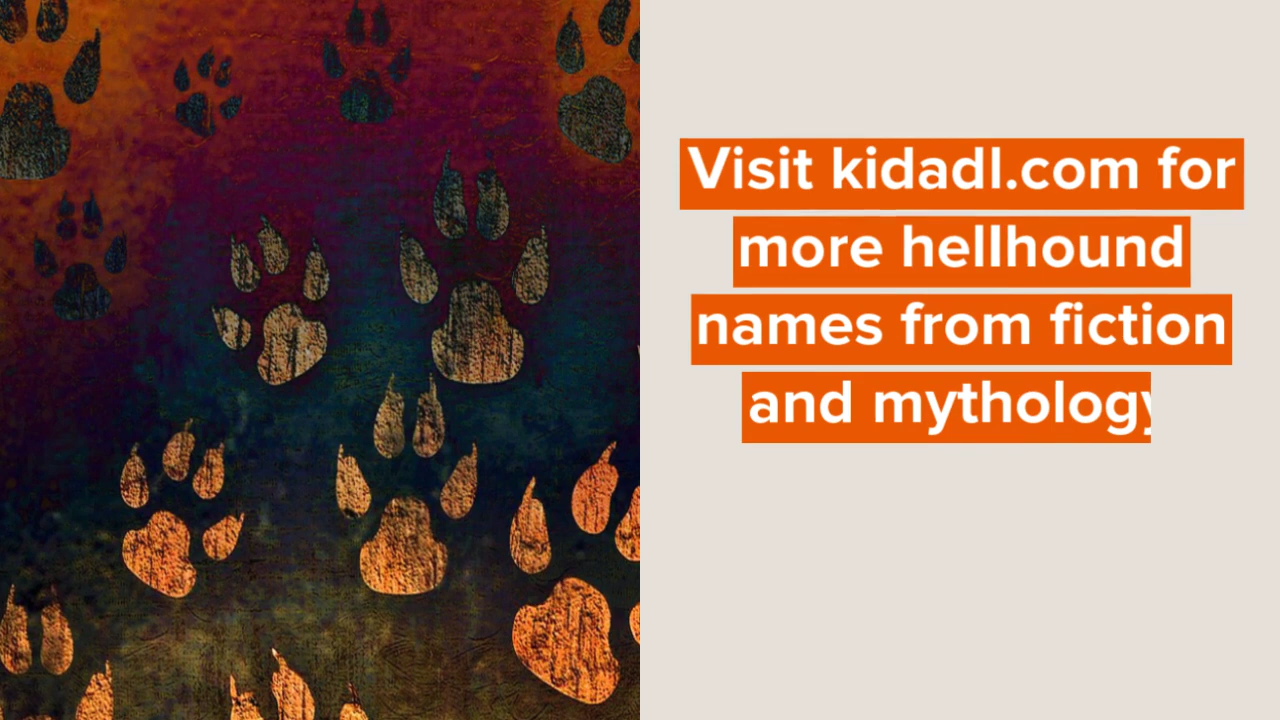 Visit kidadl.com for
more hellhound
names from fiction
and mythology